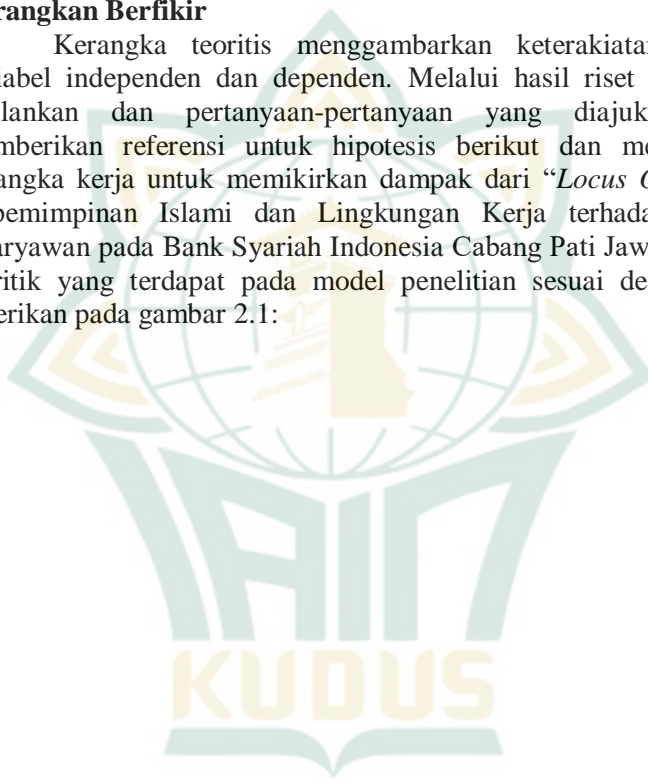 rangkan Berfikir
Kerangka teoritis menggambarkan keterakiatan
iabel independen dan dependen. Melalui hasil riset
lankan dan pertanyaan-pertanyaan yang diajuk
mberikan referensi untuk hipotesis berikut dan me
angka kerja untuk memikirkan dampak dari “Locus
pemimpinan Islami dan Lingkungan Kerja terhada
aryawan pada Bank Syariah Indonesia Cabang Pati Jaw
ritik yang terdapat pada model penelitian sesuai de
erikan pada gambar 2.1:
IAIN
KUDUS